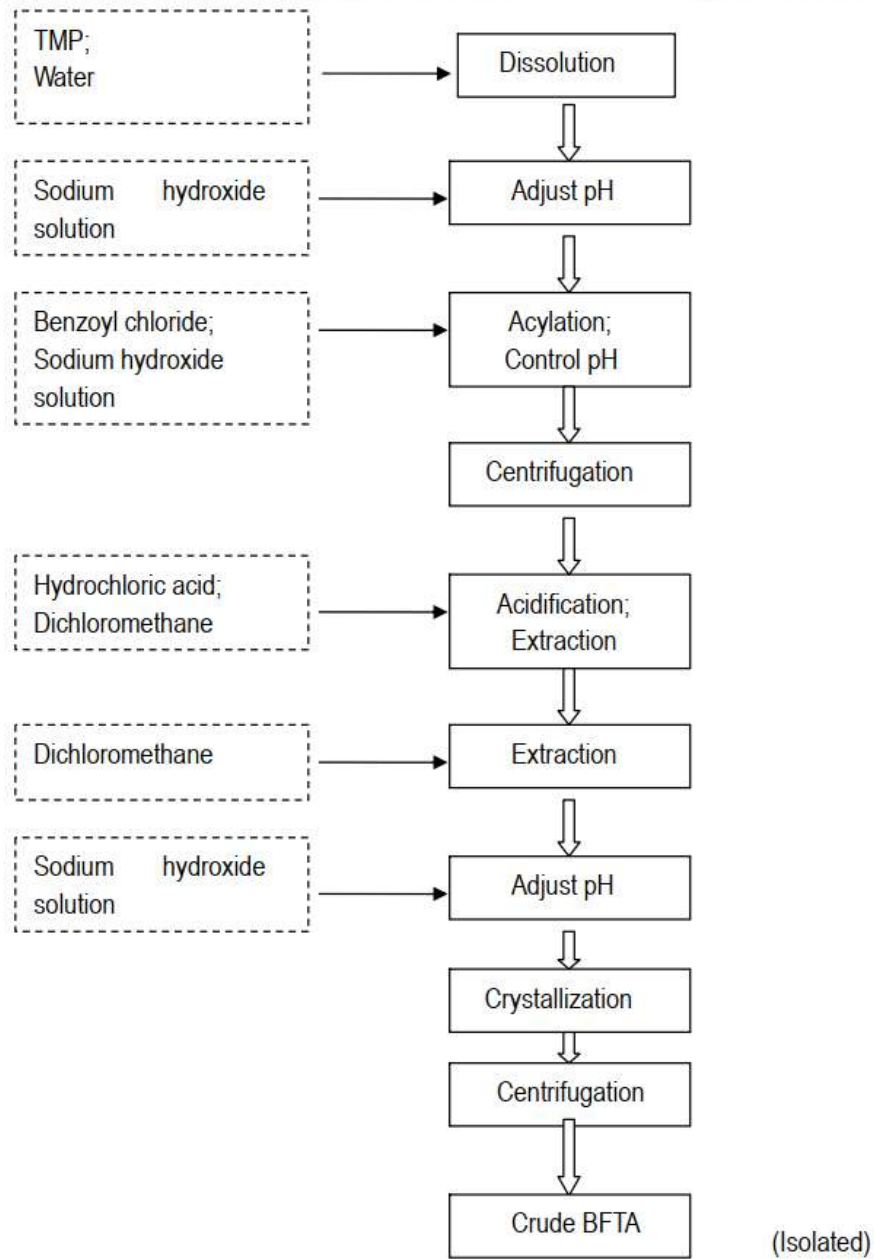 TMP;
Water
Dissolution
Sodium hydroxide
solution
Adjust pH
Benzoyl chloride;
Sodium hydroxide
solution
Acylation;
Control pH
Centrifugation
Hydrochloric acid;
Dichloromethane
Acidification;
Extraction
Dichloromethane
Extraction
Sodium hydroxide
solution
Adjust pH
Crystallization
Centrifugation
Crude BFTA
(Isolated)